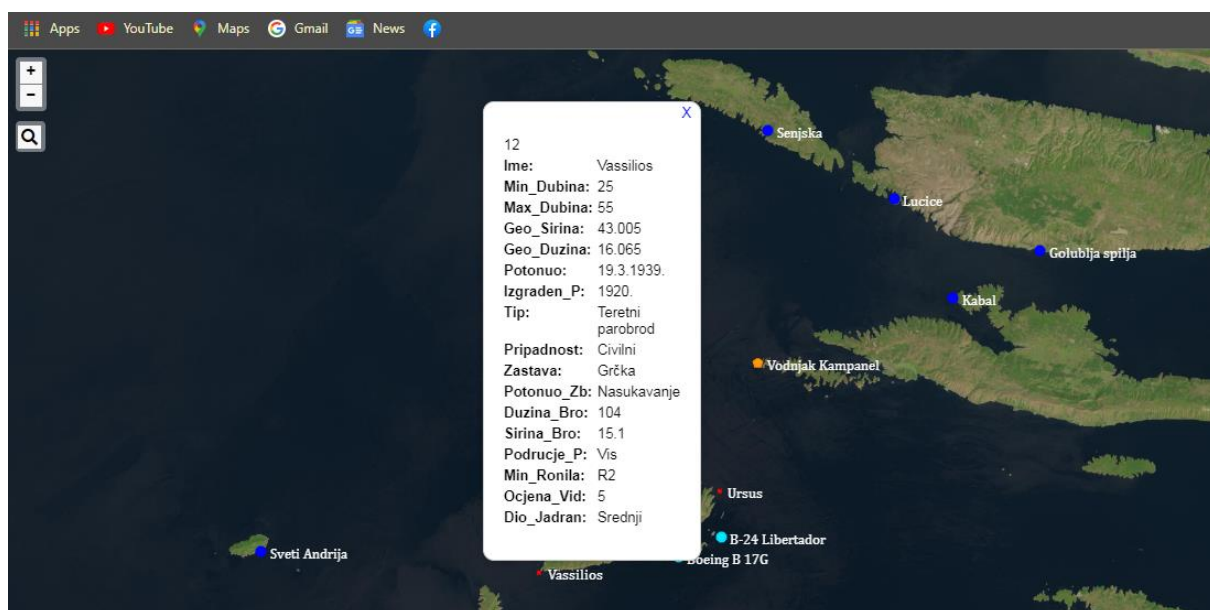 Apps YouTube Maps Gmail News
+
-
X
12
Ime: Vassilios
Min_Dubina: 25
Max_Dubina: 55
Geo_Sirina: 43.005
Geo_Duzina: 16.065
Potonuo: 19.3.1939.
Izgraden_P: 1920.
Tip: Teretni
parobrod
Pripadnost: Civilni
Zastava: Grčka
Potonuo_Zb: Nasukavanje
Duzina_Bro: 104
Sirina_Bro: 15.1
Podrucje_P: Vis
Min_Ronila: R2
Ocjena_Vid: 5
Dio_Jadran: Srednji
Senjska
Lucice
Golublja spilja
Kabal
Vodnjak Kampanel
Ursus
B-24 Libertador
Boeing B 17G
Sveti Andrija
Vassilios